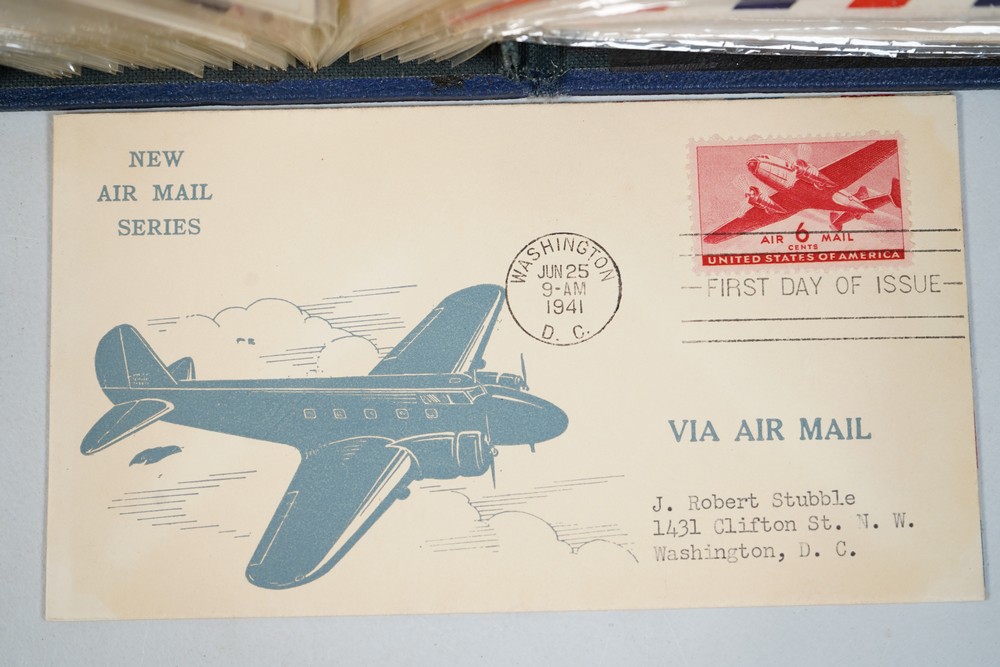 NEW
AIR MAIL
SERIES
AIR 6 MAIL
CENTS
UNITED STATES OF AMERICA
WASHINGTON
JUN 25
9-AM
1941
D. C.
FIRST DAY OF ISSUE
VIA AIR MAIL
J. Robert Stubble
1431 Clifton St. N. W.
Washington, D. C.